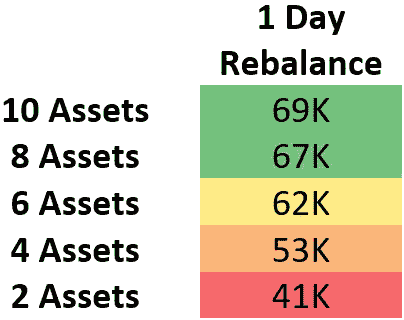 1 Day
Rebalance
10 Assets 69K
8 Assets 67K
6 Assets 62K
4 Assets 53K
2 Assets 41K